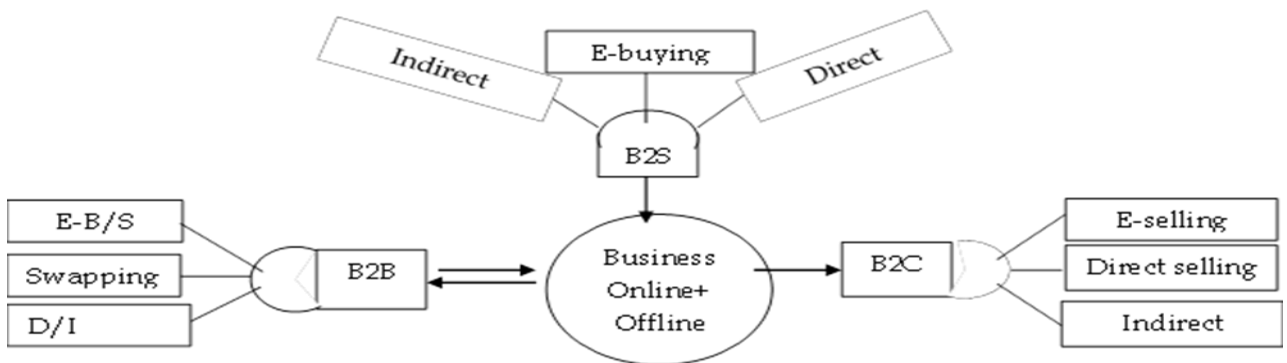 Indirect
E-buying
Direct
B2S
E-B/S
Swapping
D/I
B2B
Business
Online+
Offline
B2C
E-selling
Direct selling
Indirect